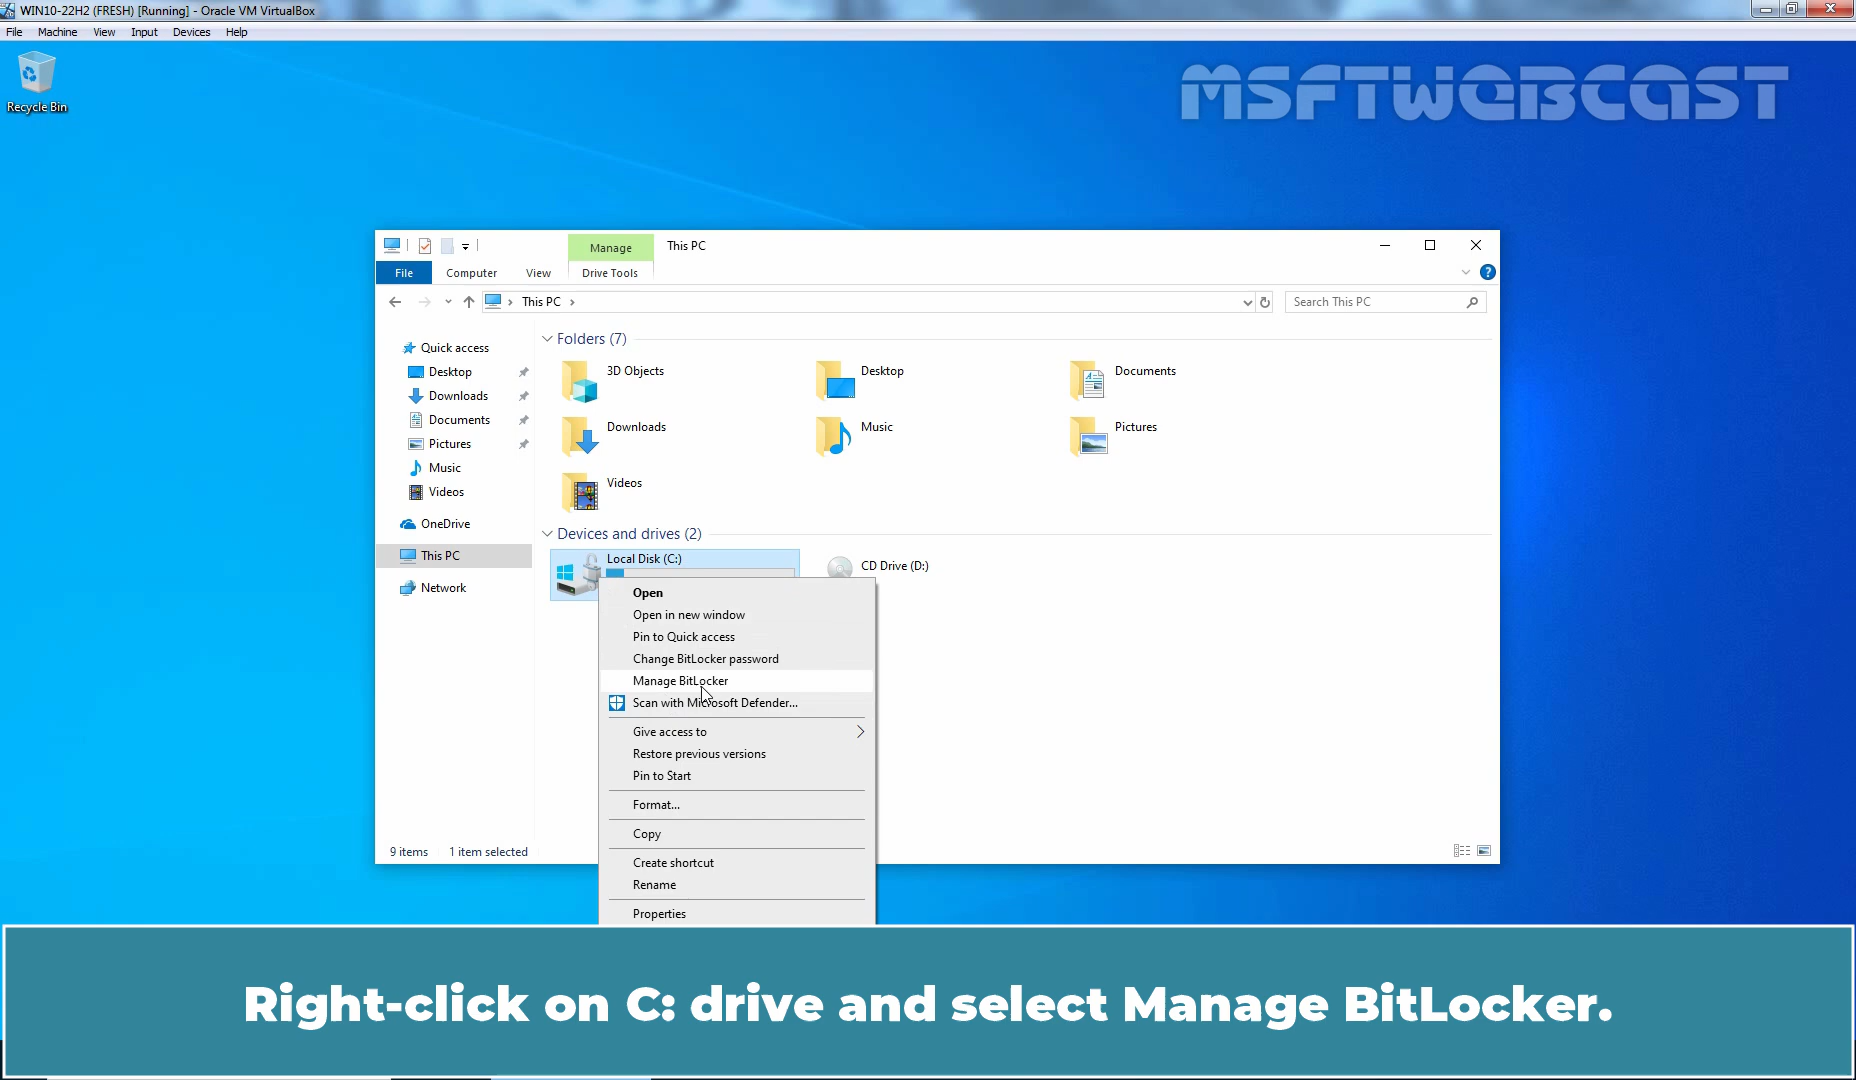 WIN10-22H2 (FRESH) [Running] - Oracle VM VirtualBox
File Machine View Input Devices Help
Recycle Bin
MSFTWEBCAST
Manage This PC
File Computer View Drive Tools
This PC
Search This PC
Quick access
Desktop
Downloads
Documents
Pictures
Music
Videos
OneDrive
This PC
Network
Folders (7)
3D Objects Desktop Documents
Downloads Music Pictures
Videos
Devices and drives (2)
Local Disk (C:)
CD Drive (D:)
Open
Open in new window
Pin to Quick access
Change BitLocker password
Manage BitLocker
Scan with Microsoft Defender...
Give access to
Restore previous versions
Pin to Start
Format...
Copy
Create shortcut
Rename
Properties
9 items 1 item selected
Right-click on C: drive and select Manage BitLocker.